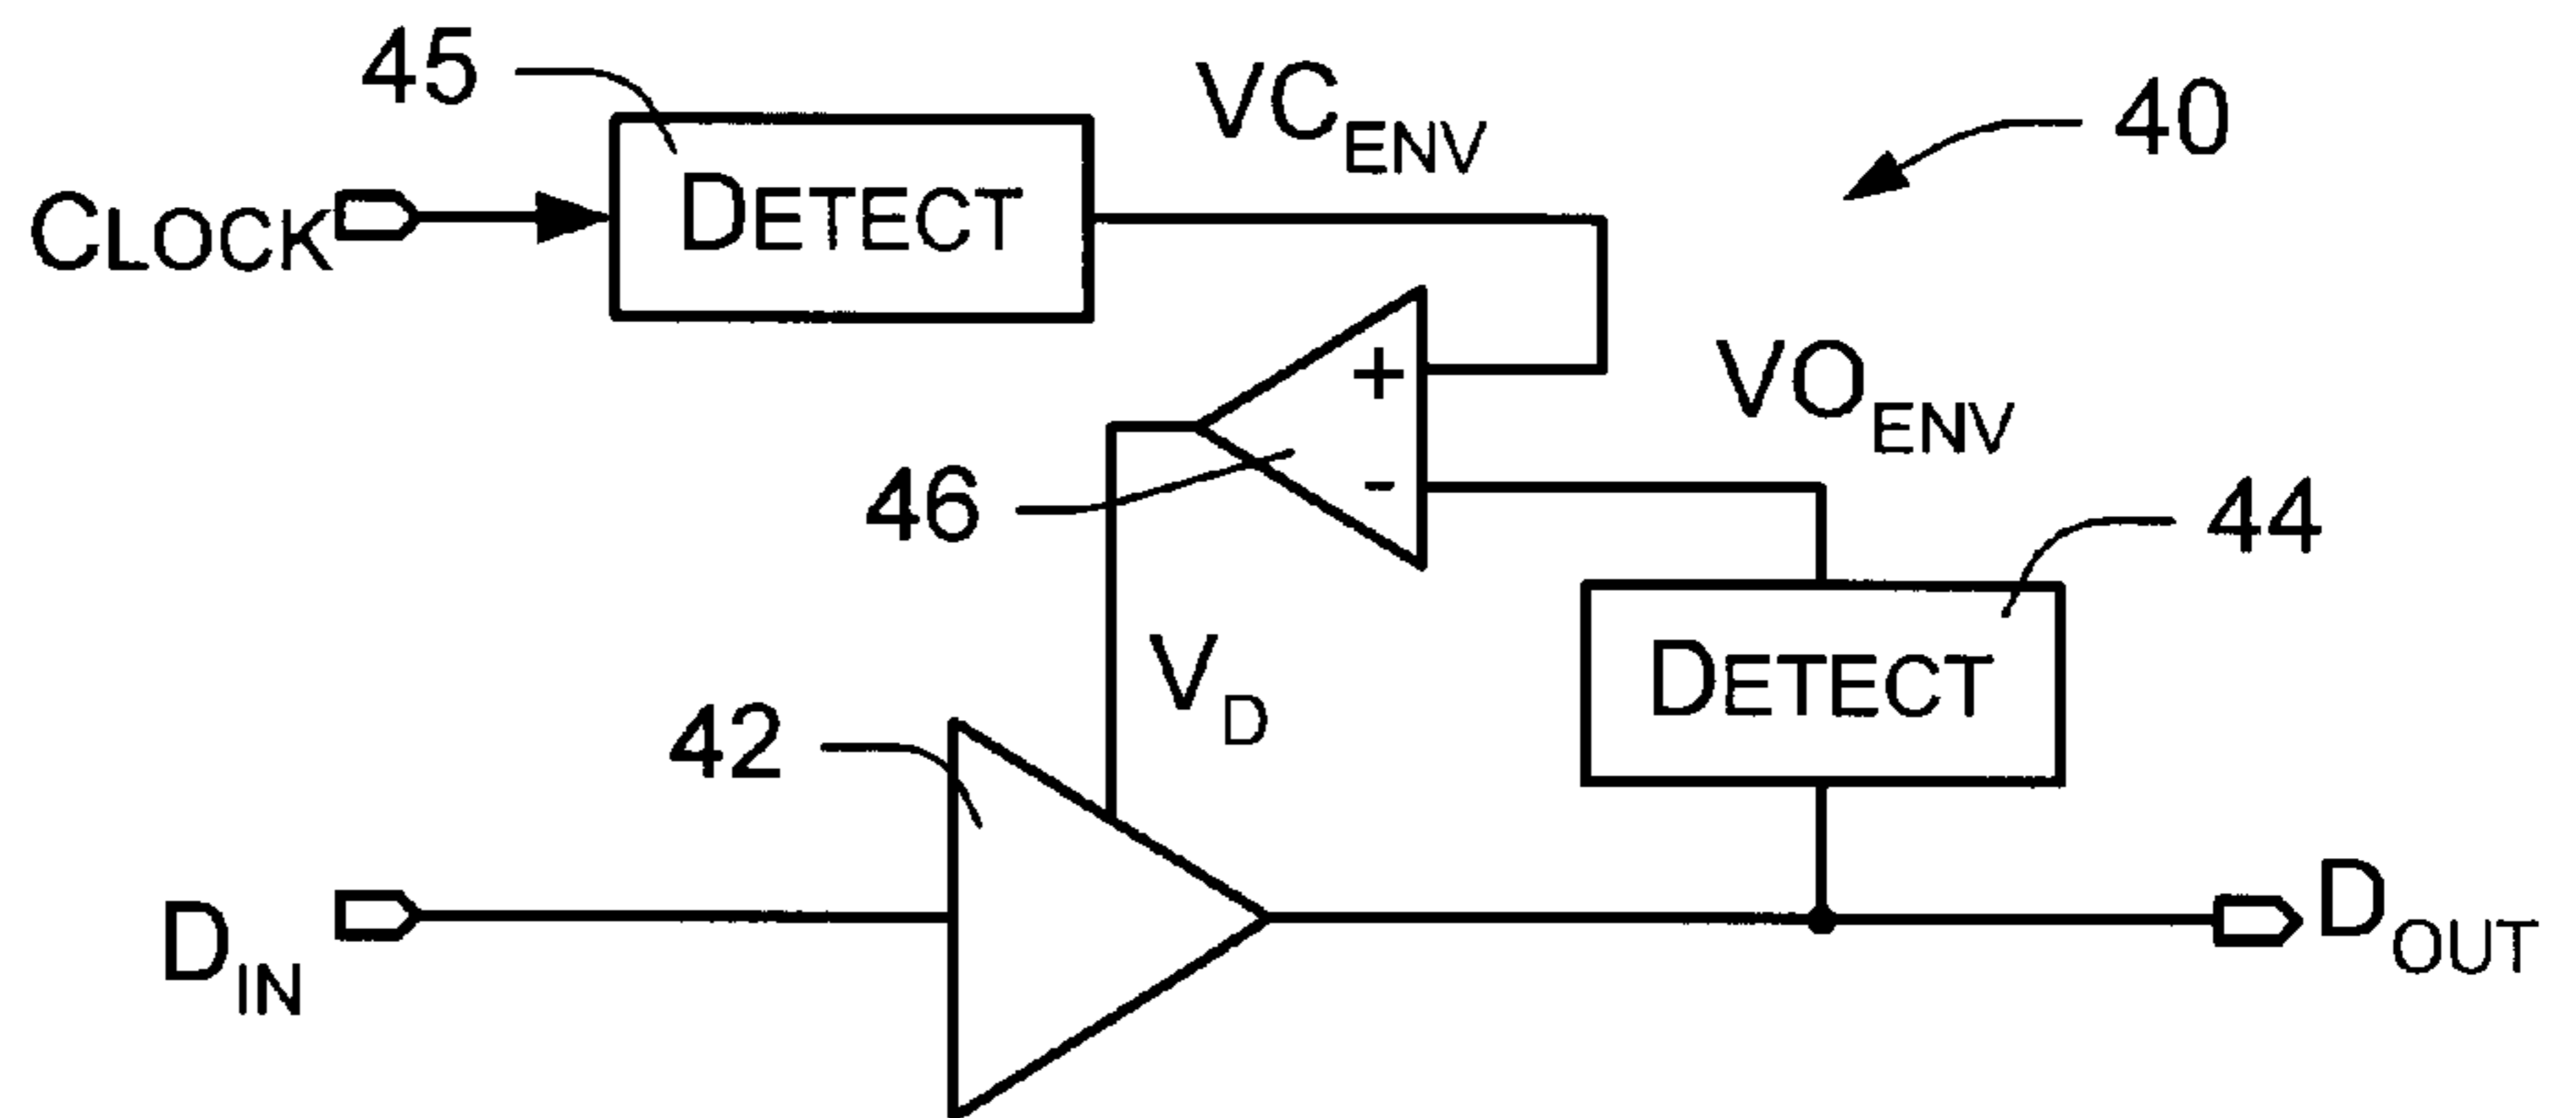 45
VC_ENV
40
CLOCK
DETECT
+
VO_ENV
46
-
44
DETECT
V_D
42
D_IN
D_OUT